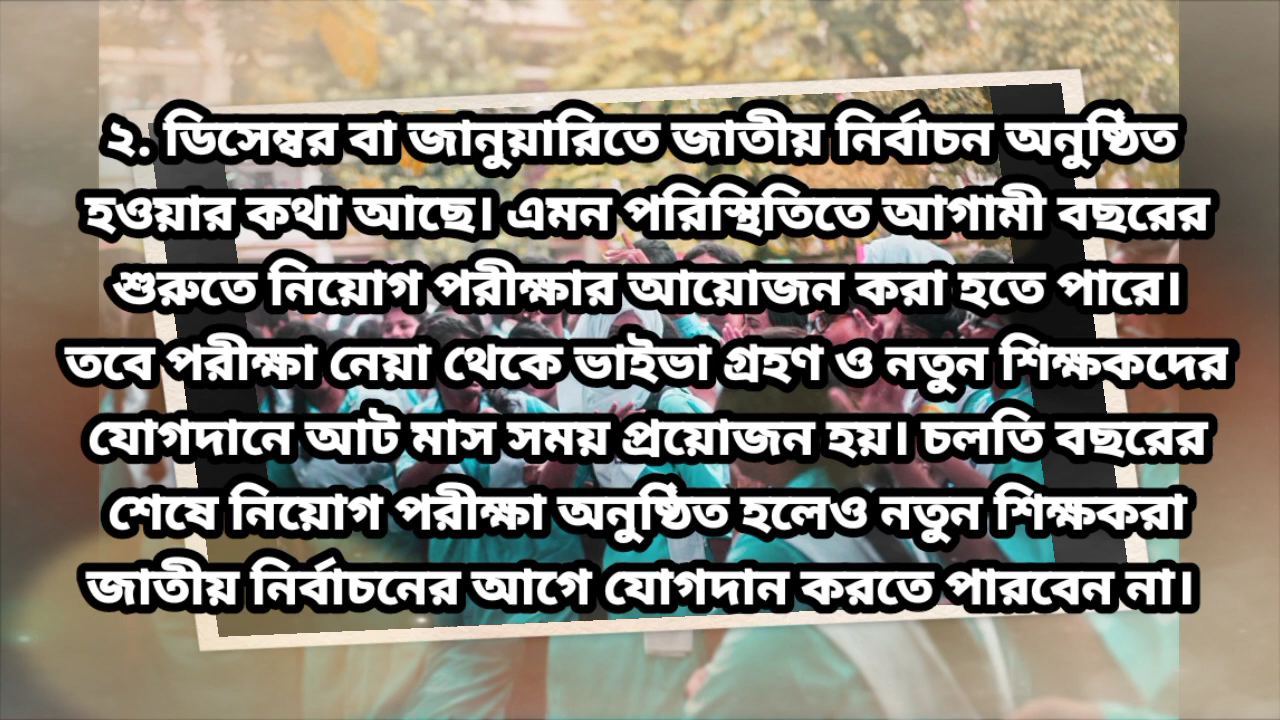 ২. ডিসেম্বর বা জানুয়ারিতে জাতীয় নির্বাচন অনুষ্ঠিত
হওয়ার কথা আছে। এমন পরিস্থিতিতে আগামী বছরের
শুরুতে নিয়োগ পরীক্ষার আয়োজন করা হতে পারে।
তবে পরীক্ষা নেয়া থেকে ভাইভা গ্রহণ ও নতুন শিক্ষকদের
যোগদানে আট মাস সময় প্রয়োজন হয়। চলতি বছরের
শেষে নিয়োগ পরীক্ষা অনুষ্ঠিত হলেও নতুন শিক্ষকরা
জাতীয় নির্বাচনের আগে যোগদান করতে পারবেন না।